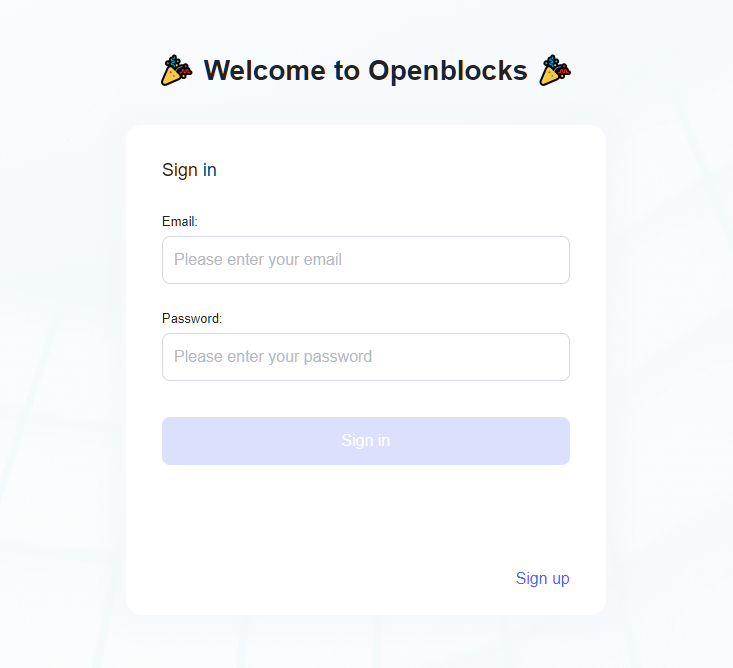 Welcome to Openblocks
Sign in
Email:
Please enter your email
Password:
Please enter your password
Sign in
Sign up